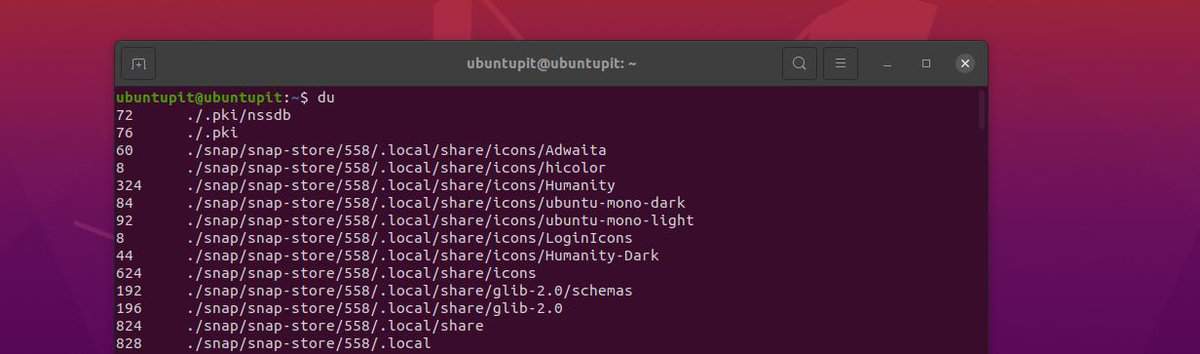 ubuntupit@ubuntupit: ~
ubuntupit@ubuntupit:~$ du
72 ./.pki/nssdb
76 ./.pki
60 ./snap/snap-store/558/.local/share/icons/Adwaita
8 ./snap/snap-store/558/.local/share/icons/hicolor
324 ./snap/snap-store/558/.local/share/icons/Humanity
84 ./snap/snap-store/558/.local/share/icons/ubuntu-mono-dark
92 ./snap/snap-store/558/.local/share/icons/ubuntu-mono-light
8 ./snap/snap-store/558/.local/share/icons/LoginIcons
44 ./snap/snap-store/558/.local/share/icons/Humanity-Dark
624 ./snap/snap-store/558/.local/share/icons
192 ./snap/snap-store/558/.local/share/glib-2.0/schemas
196 ./snap/snap-store/558/.local/share/glib-2.0
824 ./snap/snap-store/558/.local/share
828 ./snap/snap-store/558/.local